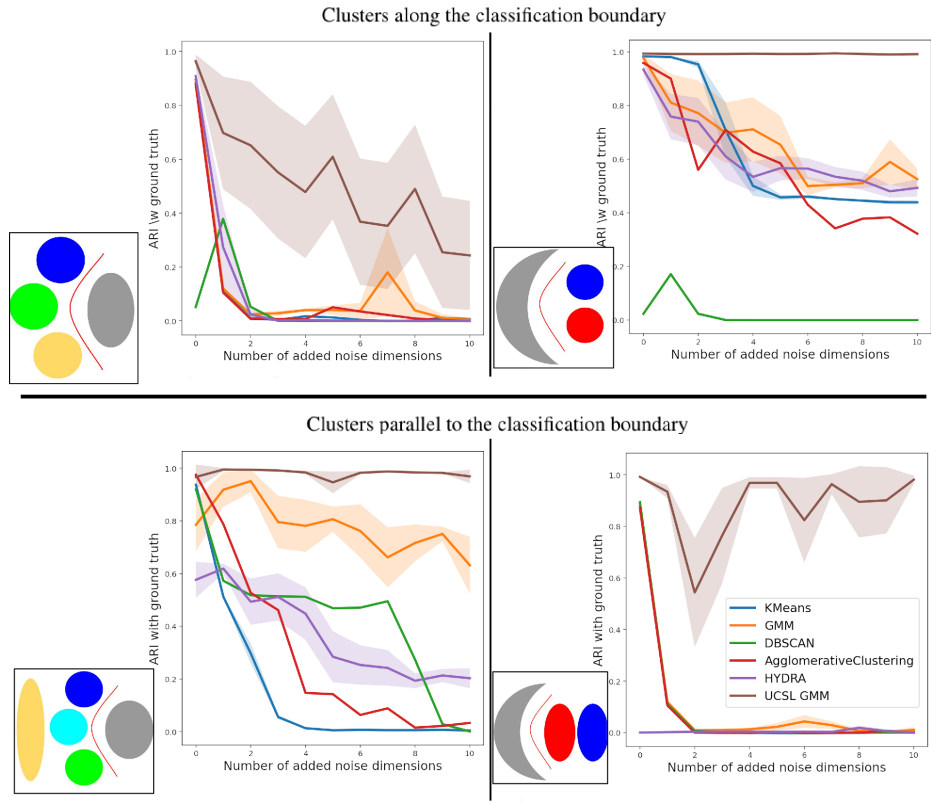 Clusters along the classification boundary
ARI \w ground truth
1.0
0.8
0.6
0.4
0.2
0.0
0 2 4 6 8 10
Number of added noise dimensions
ARI \w ground truth
1.0
0.8
0.6
0.4
0.2
0.0
0 2 4 6 8 10
Number of added noise dimensions
Clusters parallel to the classification boundary
ARI with ground truth
1.0
0.8
0.6
0.4
0.2
0.0
0 2 4 6 8 10
Number of added noise dimensions
ARI with ground truth
1.0
0.8
0.6
0.4
0.2
0.0
KMeans
GMM
DBSCAN
AgglomerativeClustering
HYDRA
UCSL GMM
0 2 4 6 8 10
Number of added noise dimensions